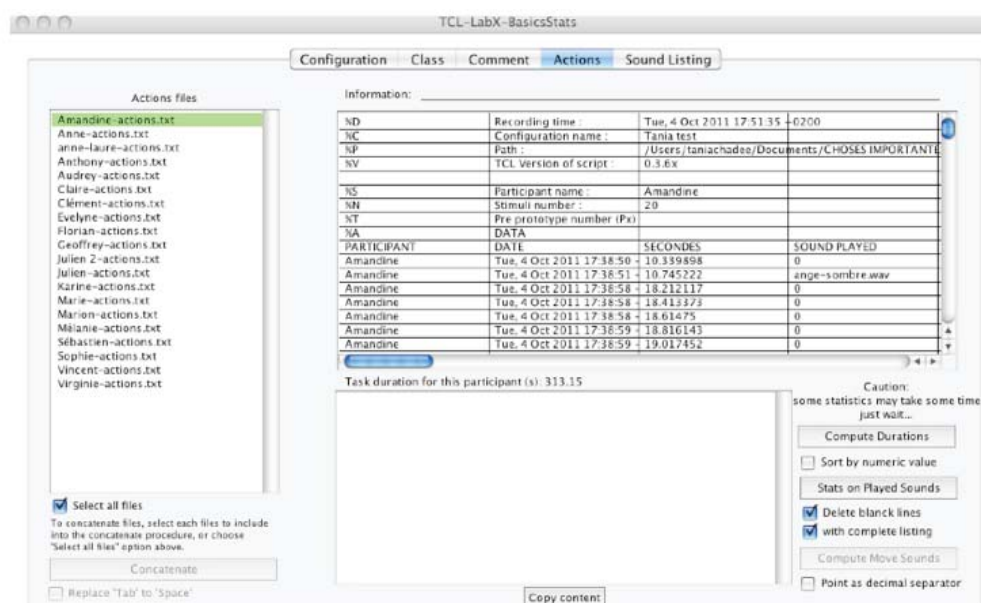 TCL-LabX-BasicsStats
Configuration Class Comment Actions Sound Listing
Actions files
Amandine-actions.txt
Anne-actions.txt
anne-laure-actions.txt
Anthony-actions.txt
Audrey-actions.txt
Claire-actions.txt
Clément-actions.txt
Evelyne-actions.txt
Florian-actions.txt
Geoffrey-actions.txt
Julien 2-actions.txt
Julien-actions.txt
Karine-actions.txt
Marie-actions.txt
Marion-actions.txt
Mélanie-actions.txt
Sébastien-actions.txt
Sophie-actions.txt
Vincent-actions.txt
Virginie-actions.txt
Select all files
To concatenate files, select each files to include
into the concatenate procedure, or choose
"Select all files" option above.
Concatenate
Replace 'Tab' to 'Space'
Information:
%D Recording time : Tue, 4 Oct 2011 17:51:35 +0200
%C Configuration name : Tania test
%P Path : /Users/taniachadee/Documents/CHOSES IMPORTANTE
%V TCL Version of script : 0.3.6x
%S Participant name : Amandine
%N Stimuli number : 20
%T Pre prototype number (Px)
%A DATA
PARTICIPANT DATE SECONDES SOUND PLAYED
Amandine Tue, 4 Oct 2011 17:38:50 - 10.339898 0
Amandine Tue, 4 Oct 2011 17:38:51 - 10.745222 ange-sombre.wav
Amandine Tue, 4 Oct 2011 17:38:58 - 18.212117 0
Amandine Tue, 4 Oct 2011 17:38:58 - 18.413373 0
Amandine Tue, 4 Oct 2011 17:38:58 - 18.61475 0
Amandine Tue, 4 Oct 2011 17:38:59 - 18.816143 0
Amandine Tue, 4 Oct 2011 17:38:59 - 19.017452 0
Task duration for this participant (s): 313.15
Copy content
Caution:
some statistics may take some time
just wait...
Compute Durations
Sort by numeric value
Stats on Played Sounds
Delete blanck lines
with complete listing
Compute Move Sounds
Point as decimal separator